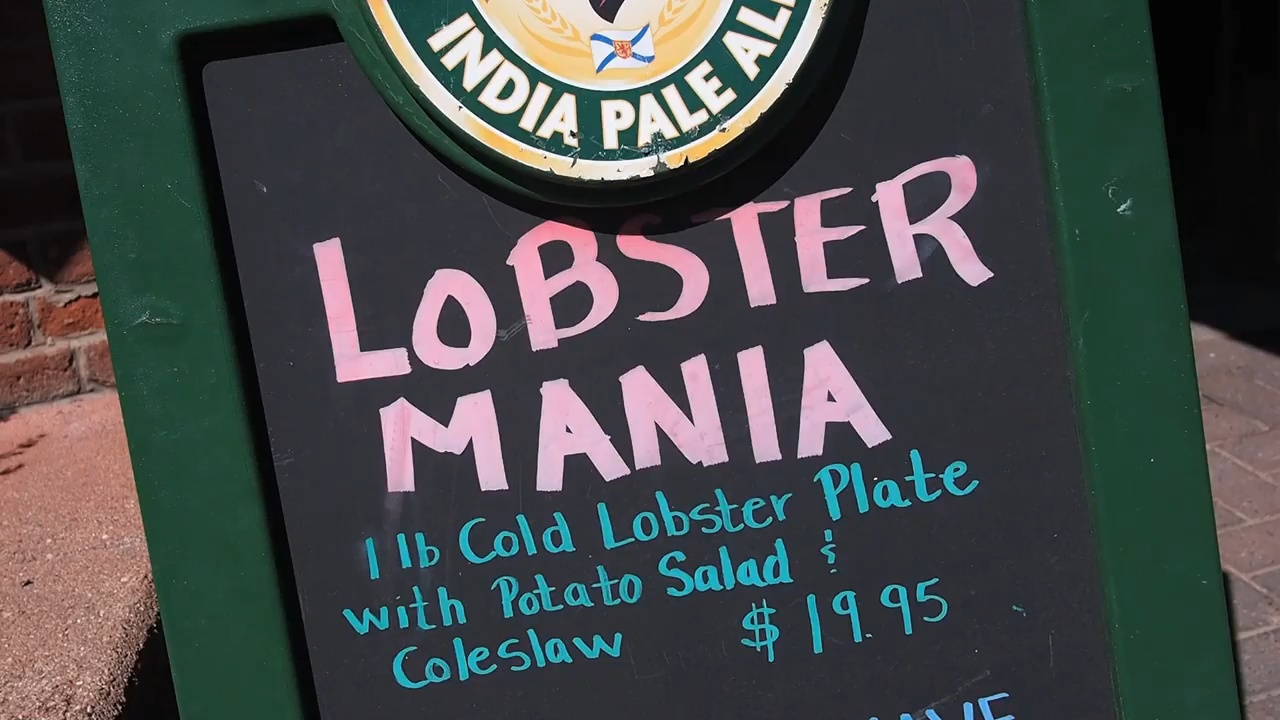 INDIA PALE ALE
LOBSTER
MANIA
1 lb Cold Lobster Plate
with Potato Salad &
Coleslaw $19.95